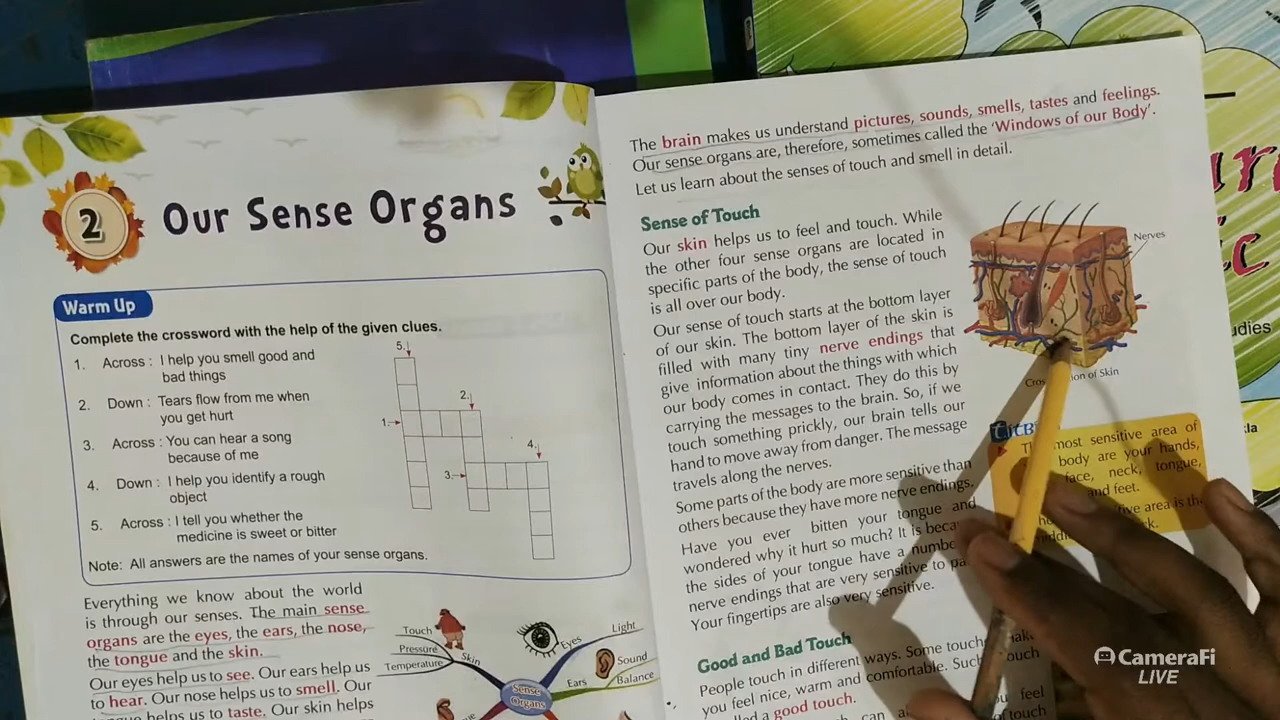 2
Our Sense Organs
Warm Up
Complete the crossword with the help of the given clues.
1. Across : I help you smell good and
bad things
2. Down : Tears flow from me when
you get hurt
3. Across : You can hear a song
because of me
4. Down : I help you identify a rough
object
5. Across : I tell you whether the
medicine is sweet or bitter
Note: All answers are the names of your sense organs.
5.
2.
1.
4.
3.
Everything we know about the world
is through our senses. The main sense
organs are the eyes, the ears, the nose,
the tongue and the skin.
Our eyes help us to see. Our ears help us
to hear. Our nose helps us to smell. Our
helps us to taste. Our skin helps
Touch
Pressure
Temperature
Skin
Eyes
Light
Sound
Ears
Balance
Sense
Organs
The brain makes us understand pictures, sounds, smells, tastes and feelings.
Our sense organs are, therefore, sometimes called the 'Windows of our Body'.
Let us learn about the senses of touch and smell in detail.
Sense of Touch
Our skin helps us to feel and touch. While
the other four sense organs are located in
specific parts of the body, the sense of touch
is all over our body.
Our sense of touch starts at the bottom layer
of our skin. The bottom layer of the skin is
filled with many tiny nerve endings that
give information about the things with which
our body comes in contact. They do this by
carrying the messages to the brain. So, if we
touch something prickly, our brain tells our
hand to move away from danger. The message
travels along the nerves.
Some parts of the body are more sensitive than
others because they have more nerve endings.
Have you ever bitten your tongue and
wondered why it hurt so much? It is
the sides of your tongue have a
nerve endings that are very sensitive to
Your fingertips are also very sensitive.
Good and Bad Touch
People touch in different ways. Some
you feel nice, warm and comfortable.
a good touch.
Nerves
of Skin
most sensitive area of
body are your hands,
face, neck, tongue,
and feet.
area is the
CameraFi
LIVE